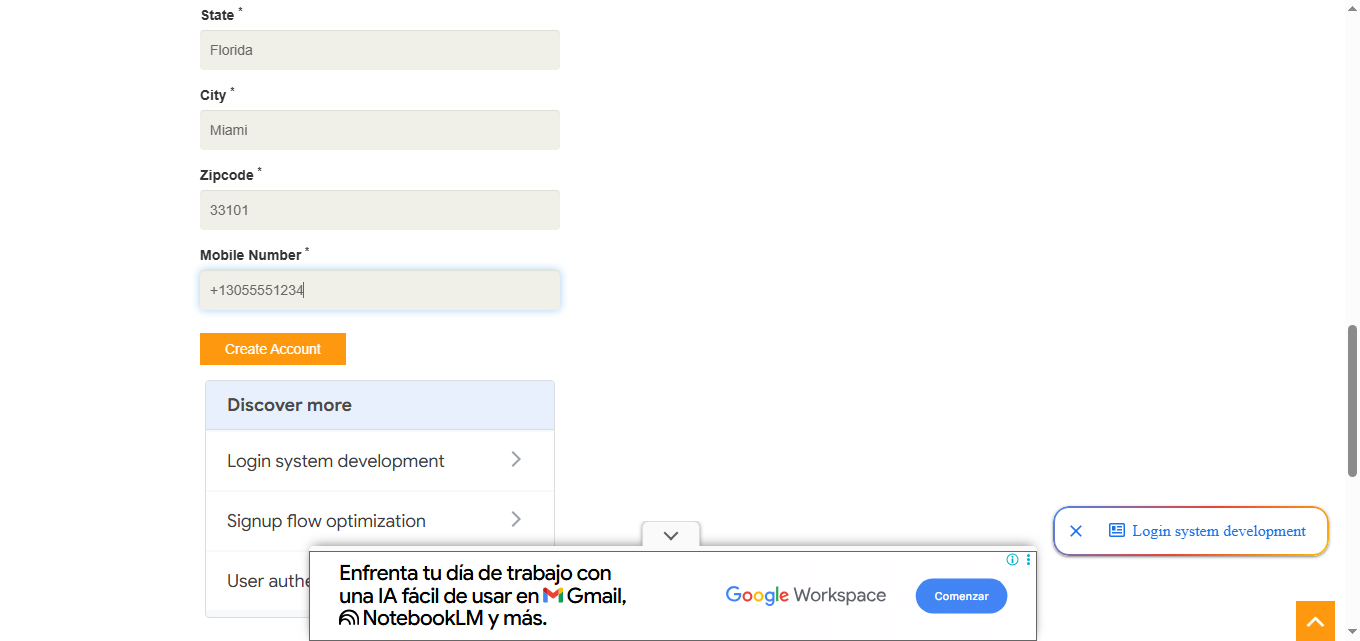 State *
Florida
City *
Miami
Zipcode *
33101
Mobile Number *
+13055551234
Create Account
Discover more
Login system development
Signup flow optimization
User authe
Login system development
Enfrenta tu día de trabajo con
una IA fácil de usar en Gmail,
NotebookLM y más.
Google Workspace
Comenzar